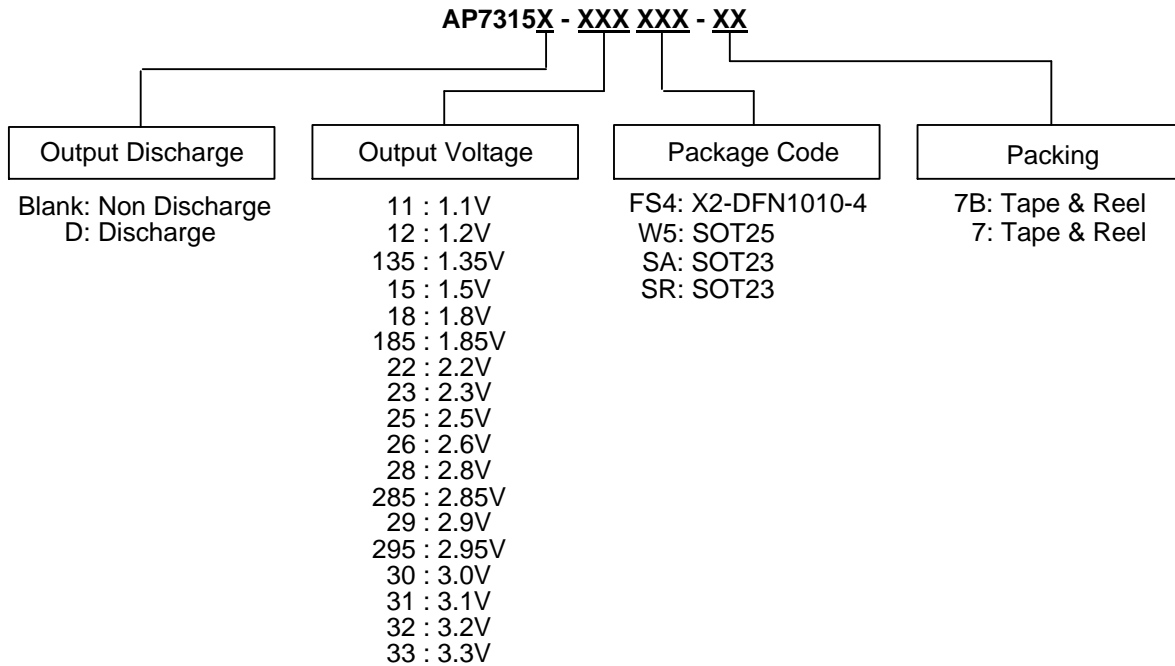 AP7315X - XXX XXX - XX
Output Discharge
Blank: Non Discharge
D: Discharge
Output Voltage
11 : 1.1V
12 : 1.2V
135 : 1.35V
15 : 1.5V
18 : 1.8V
185 : 1.85V
22 : 2.2V
23 : 2.3V
25 : 2.5V
26 : 2.6V
28 : 2.8V
285 : 2.85V
29 : 2.9V
295 : 2.95V
30 : 3.0V
31 : 3.1V
32 : 3.2V
33 : 3.3V
Package Code
FS4: X2-DFN1010-4
W5: SOT25
SA: SOT23
SR: SOT23
Packing
7B: Tape & Reel
7: Tape & Reel